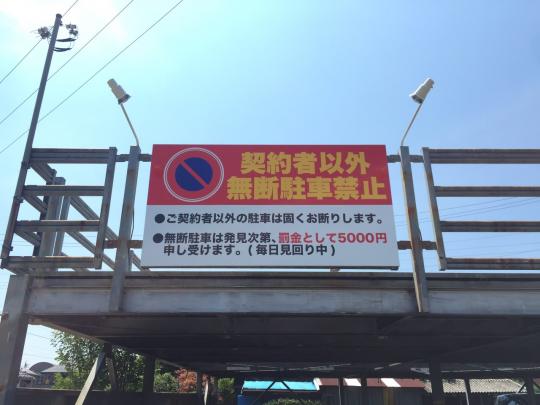 契約者以外
無断駐車禁止
●ご契約者以外の駐車は固くお断りします。
●無断駐車は発見次第、罰金として5000円
申し受けます。(毎日見回り中)